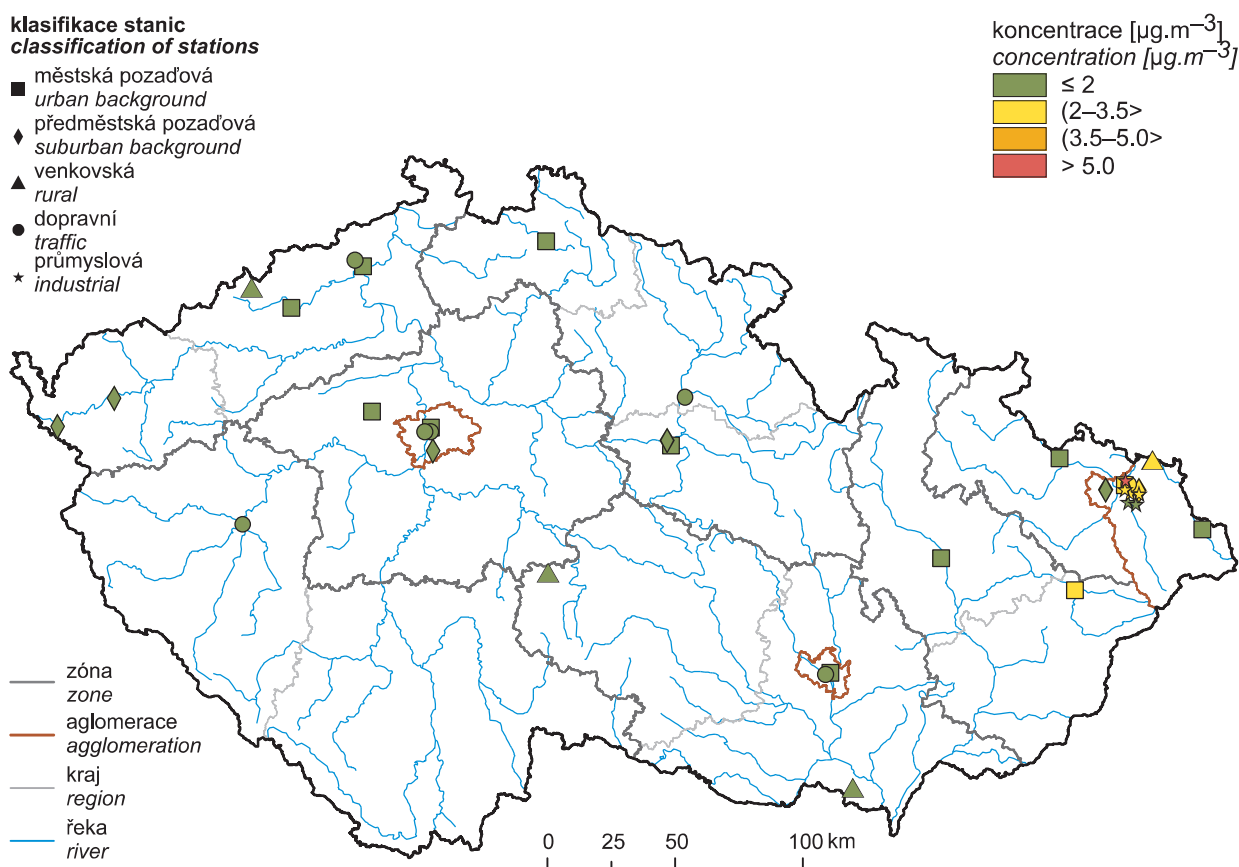 klasifikace stanic
classification of stations
městská pozaďová
urban background
předměstská pozaďová
suburban background
venkovská
rural
dopravní
traffic
průmyslová
industrial
koncentrace [µg.m–3]
concentration [µg.m–3]
≤ 2
(2–3.5>
(3.5–5.0>
> 5.0
zóna
zone
aglomerace
agglomeration
kraj
region
řeka
river
0 25 50 100 km